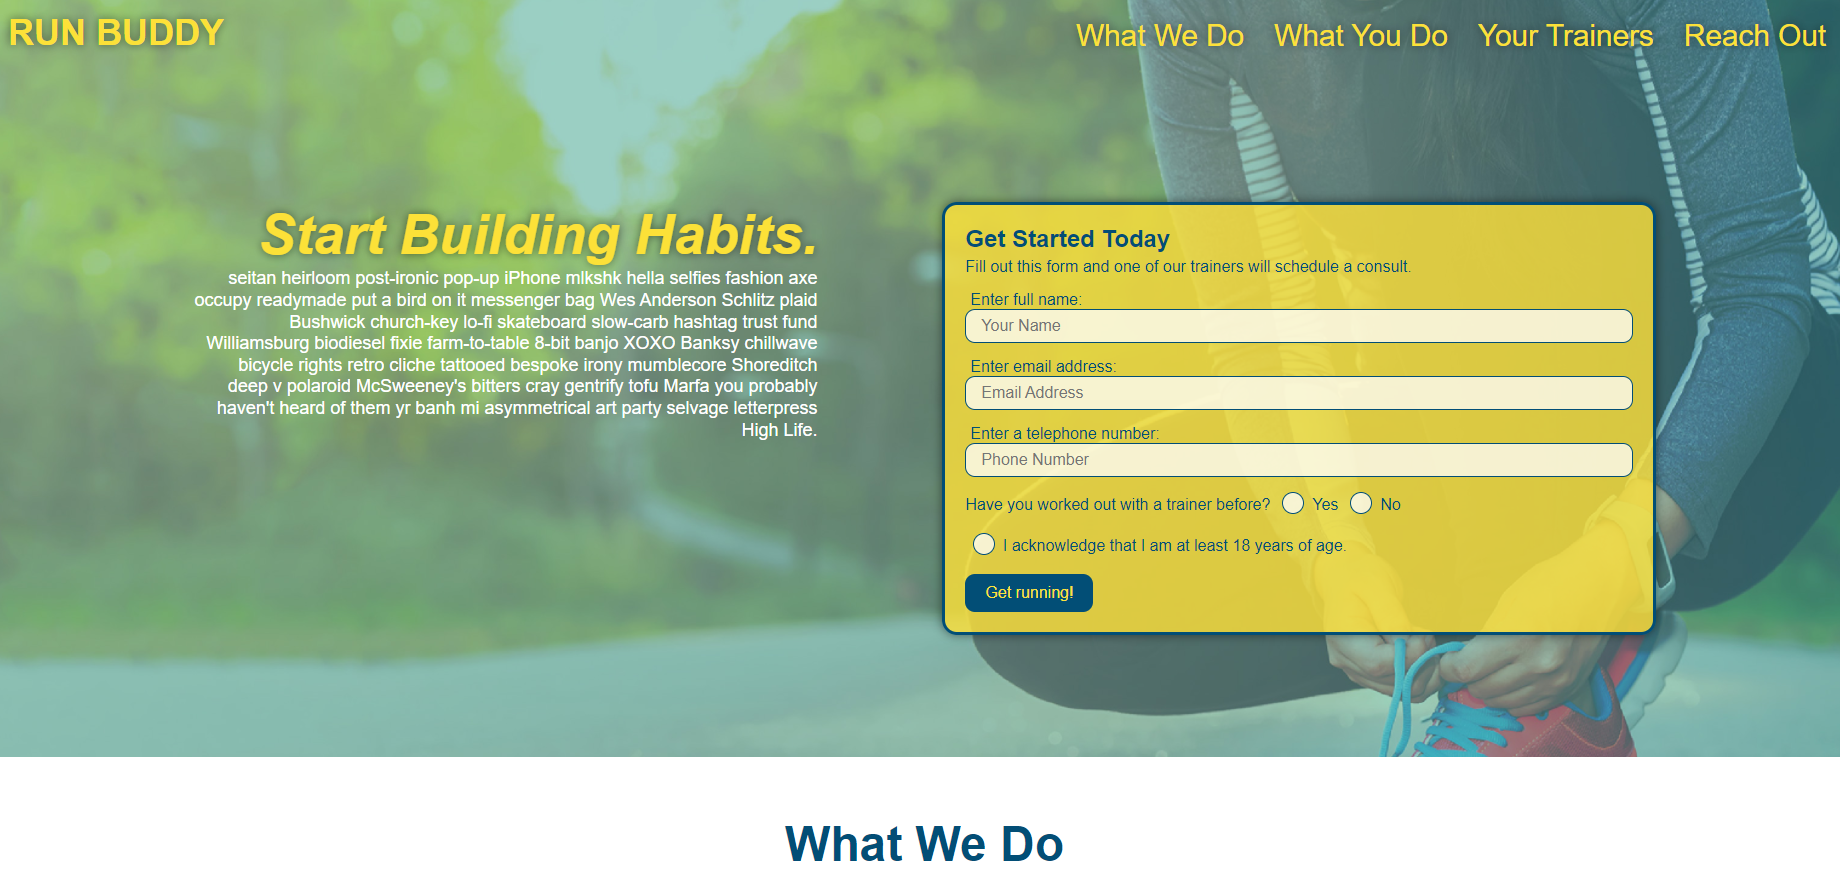 RUN BUDDY
What We Do What You Do Your Trainers Reach Out
Start Building Habits.
seitan heirloom post-ironic pop-up iPhone mlkshk hella selfies fashion axe
occupy readymade put a bird on it messenger bag Wes Anderson Schlitz plaid
Bushwick church-key lo-fi skateboard slow-carb hashtag trust fund
Williamsburg biodiesel fixie farm-to-table 8-bit banjo XOXO Banksy chillwave
bicycle rights retro cliche tattooed bespoke irony mumblecore Shoreditch
deep v polaroid McSweeney's bitters cray gentrify tofu Marfa you probably
haven't heard of them yr banh mi asymmetrical art party selvage letterpress
High Life.
Get Started Today
Fill out this form and one of our trainers will schedule a consult.
Enter full name:
Your Name
Enter email address:
Email Address
Enter a telephone number:
Phone Number
Have you worked out with a trainer before? Yes No
I acknowledge that I am at least 18 years of age.
Get running!
What We Do